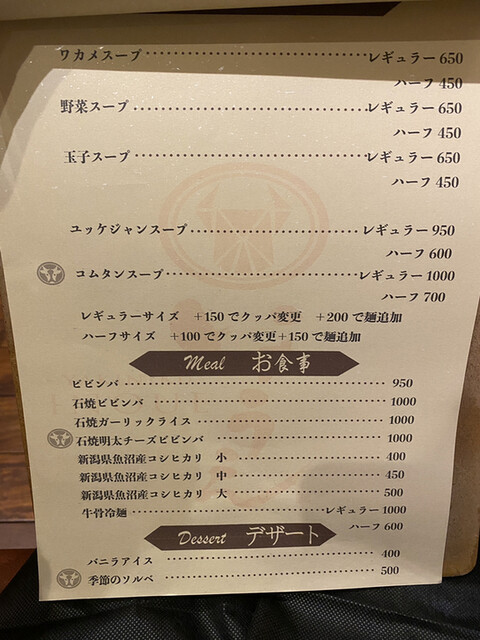 ワカメスープ レギュラー 650
ハーフ 450
野菜スープ レギュラー 650
ハーフ 450
玉子スープ レギュラー 650
ハーフ 450
ユッケジャンスープ レギュラー 950
ハーフ 600
コムタンスープ レギュラー 1000
ハーフ 700
レギュラーサイズ +150 でクッパ変更 +200 で麺追加
ハーフサイズ +100 でクッパ変更+150 で麺追加
Meal お食事
ビビンバ 950
石焼ビビンバ 1000
石焼ガーリックライス 1000
石焼明太チーズビビンバ 1000
新潟県魚沼産コシヒカリ 小 400
新潟県魚沼産コシヒカリ 中 450
新潟県魚沼産コシヒカリ 大 500
牛骨冷麺 レギュラー 1000
ハーフ 600
Dessert デザート
バニラアイス 400
季節のソルベ 500